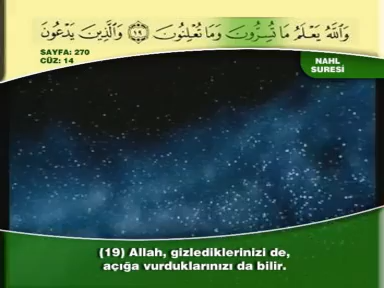 وَاللَّهُ يَعْلَمُ مَا تُسِرُّونَ وَمَا تُعْلِنُونَ ﴿١٩﴾ وَالَّذِينَ يَدْعُونَ
SAYFA: 270
CÜZ: 14
NAHL
SURESİ
(19) Allah, gizlediklerinizi de,
açığa vurduklarınızı da bilir.